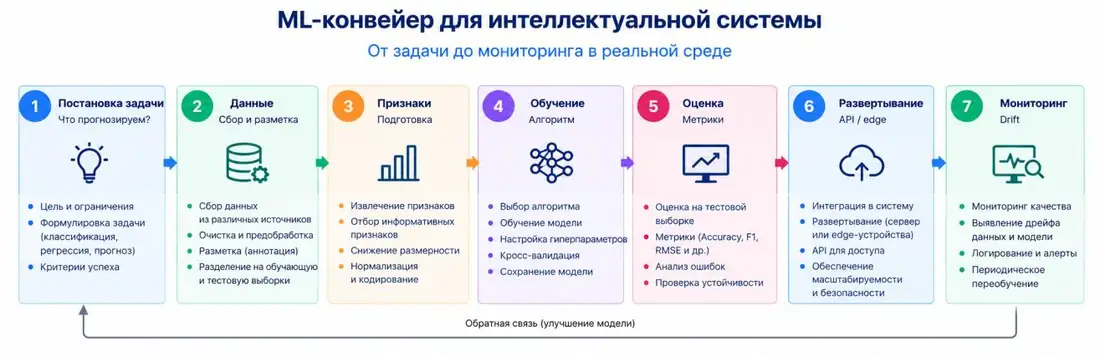 ML-конвейер для интеллектуальной системы
От задачи до мониторинга в реальной среде
1
Постановка задачи
Что прогнозируем?
• Цель и ограничения
• Формулировка задачи
(классификация,
регрессия, прогноз)
• Критерии успеха
2
Данные
Сбор и разметка
• Сбор данных
из различных источников
• Очистка и предобработка
• Разметка (аннотация)
• Разделение на обучающую
и тестовую выборки
3
Признаки
Подготовка
• Извлечение признаков
• Отбор информативных
признаков
• Снижение размерности
• Нормализация
и кодирование
4
Обучение
Алгоритм
• Выбор алгоритма
• Обучение модели
• Настройка гиперпараметров
• Кросс-валидация
• Сохранение модели
5
Оценка
Метрики
• Оценка на тестовой
выборке
• Метрики (Accuracy, F1,
RMSE и др.)
• Анализ ошибок
• Проверка устойчивости
6
Развертывание
API / edge
• Интеграция в систему
• Развертывание (сервер
или edge-устройства)
• API для доступа
• Обеспечение
масштабируемости
и безопасности
7
Мониторинг
Drift
• Мониторинг качества
• Выявление дрейфа
данных и модели
• Логирование и алерты
• Периодическое
переобучение
Обратная связь (улучшение модели)